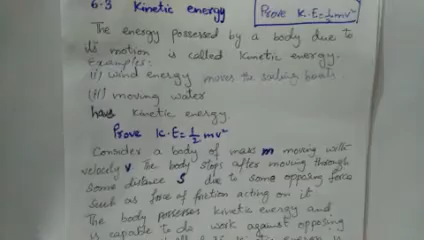 6.3 Kinetic energy
Prove K.E=½mv²
The energy possessed by a body due to
its motion is called kinetic energy.
Examples:
(i) wind energy moves the sailing boats.
(ii) moving water
has kinetic energy.
Prove K.E=½mv²
Consider a body of mass m moving with
velocity v. The body stops after moving through
some distance S due to some opposing force
such as force of friction acting on it
The body possesses kinetic energy and
is capable to do work against opposing